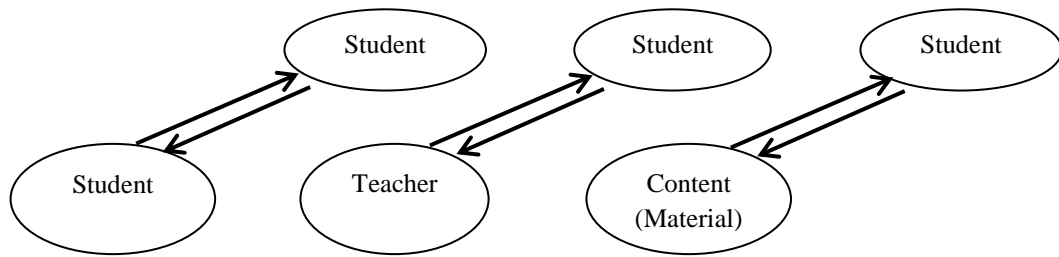 Student
Student
Student
Student
Teacher
Content
(Material)